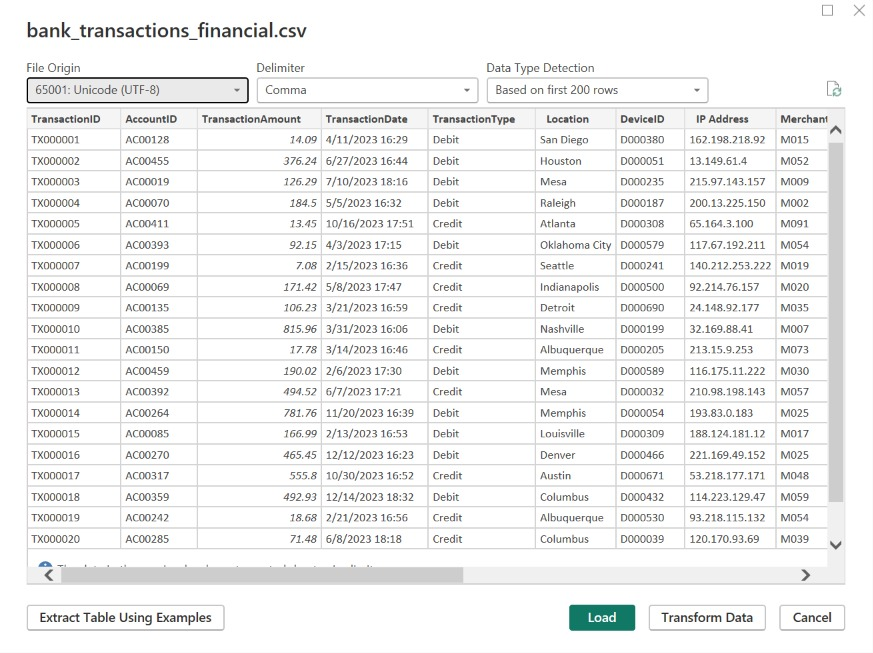 bank_transactions_financial.csv
File Origin Delimiter Data Type Detection
65001: Unicode (UTF-8) Comma Based on first 200 rows
TransactionID AccountID TransactionAmount TransactionDate TransactionType Location DeviceID IP Address Merchant
TX000001 AC00128 14.09 4/11/2023 16:29 Debit San Diego D000380 162.198.218.92 M015
TX000002 AC00455 376.24 6/27/2023 16:44 Debit Houston D000051 13.149.61.4 M052
TX000003 AC00019 126.29 7/10/2023 18:16 Debit Mesa D000235 215.97.143.157 M009
TX000004 AC00070 184.5 5/5/2023 16:32 Debit Raleigh D000187 200.13.225.150 M002
TX000005 AC00411 13.45 10/16/2023 17:51 Credit Atlanta D000308 65.164.3.100 M091
TX000006 AC00393 92.15 4/3/2023 17:15 Debit Oklahoma City D000579 117.67.192.211 M054
TX000007 AC00199 7.08 2/15/2023 16:36 Credit Seattle D000241 140.212.253.222 M019
TX000008 AC00069 171.42 5/8/2023 17:47 Credit Indianapolis D000500 92.214.76.157 M020
TX000009 AC00135 106.23 3/21/2023 16:59 Credit Detroit D000690 24.148.92.177 M035
TX000010 AC00385 815.96 3/31/2023 16:06 Debit Nashville D000199 32.169.88.41 M007
TX000011 AC00150 17.78 3/14/2023 16:46 Credit Albuquerque D000205 213.15.9.253 M073
TX000012 AC00459 190.02 2/6/2023 17:30 Debit Memphis D000589 116.175.11.222 M030
TX000013 AC00392 494.52 6/7/2023 17:21 Credit Mesa D000032 210.98.198.143 M057
TX000014 AC00264 781.76 11/20/2023 16:39 Debit Memphis D000054 193.83.0.183 M025
TX000015 AC00085 166.99 2/13/2023 16:53 Debit Louisville D000309 188.124.181.12 M017
TX000016 AC00270 465.45 12/12/2023 16:23 Debit Denver D000466 221.169.49.152 M025
TX000017 AC00317 555.8 10/30/2023 16:52 Credit Austin D000671 53.218.177.171 M048
TX000018 AC00359 492.93 12/14/2023 18:32 Debit Columbus D000432 114.223.129.47 M059
TX000019 AC00242 18.68 2/21/2023 16:56 Credit Albuquerque D000530 93.218.115.132 M054
TX000020 AC00285 71.48 6/8/2023 18:18 Credit Columbus D000039 120.170.93.69 M039
Extract Table Using Examples Load Transform Data Cancel